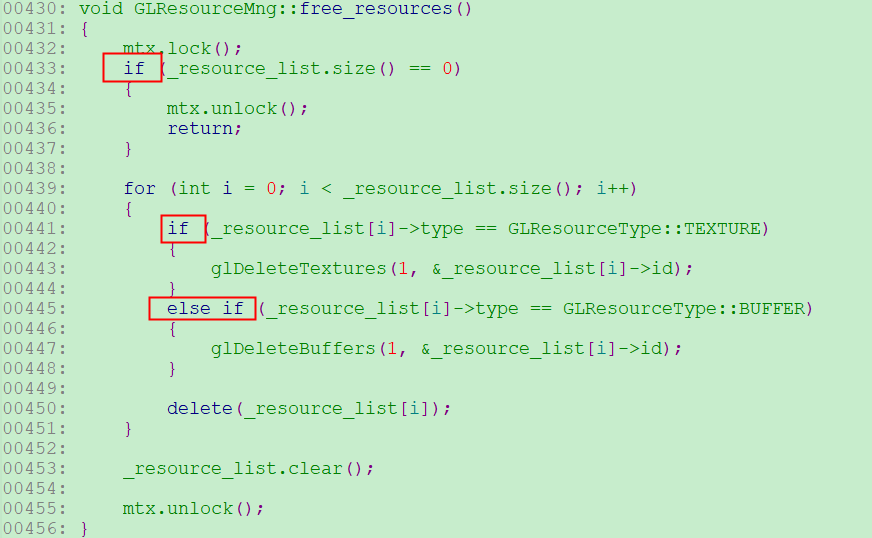 00430: void GLResourceMng::free_resources()
00431: {
00432:     mtx.lock();
00433:     if (_resource_list.size() == 0)
00434:     {
00435:         mtx.unlock();
00436:         return;
00437:     }
00438:
00439:     for (int i = 0; i < _resource_list.size(); i++)
00440:     {
00441:         if (_resource_list[i]->type == GLResourceType::TEXTURE)
00442:         {
00443:             glDeleteTextures(1, &_resource_list[i]->id);
00444:         }
00445:         else if (_resource_list[i]->type == GLResourceType::BUFFER)
00446:         {
00447:             glDeleteBuffers(1, &_resource_list[i]->id);
00448:         }
00449:
00450:         delete(_resource_list[i]);
00451:     }
00452:
00453:     _resource_list.clear();
00454:
00455:     mtx.unlock();
00456: }